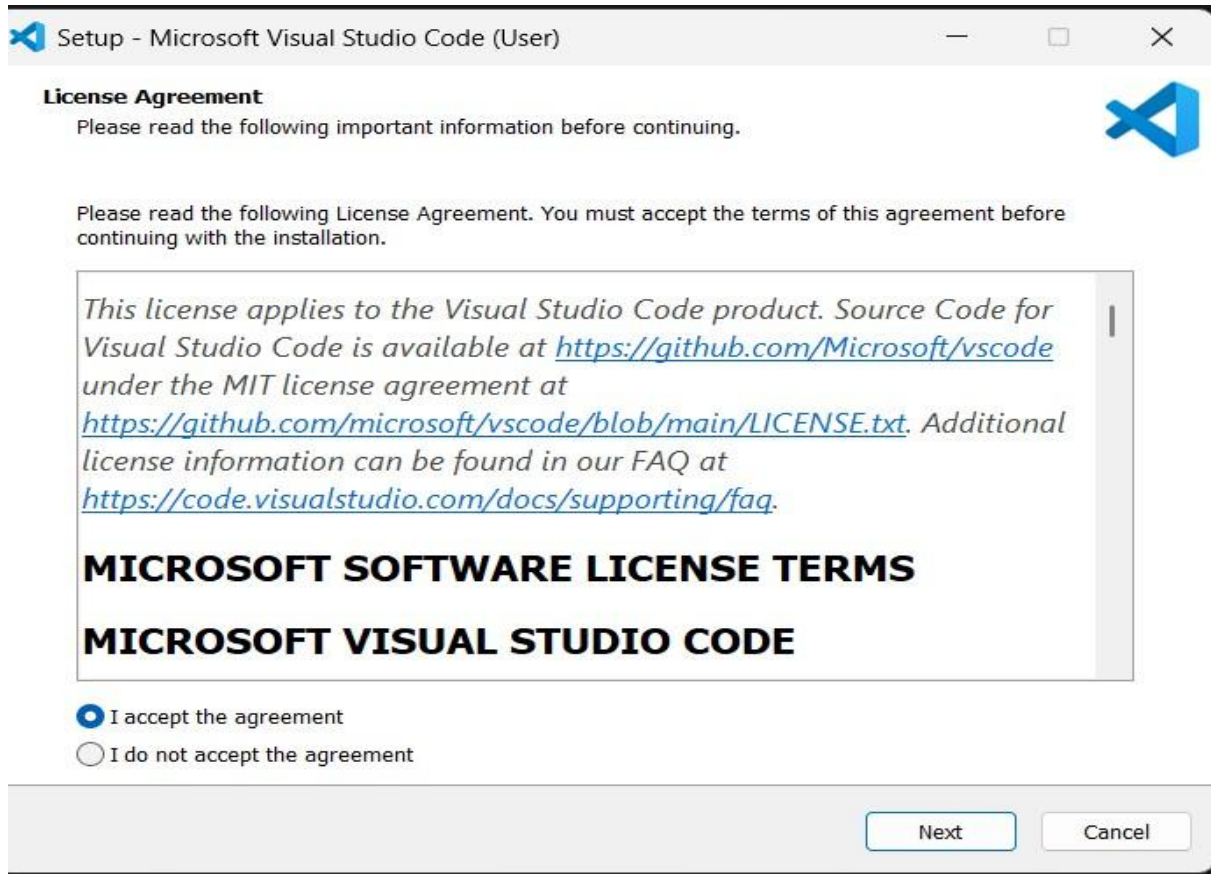 Setup - Microsoft Visual Studio Code (User)
License Agreement
Please read the following important information before continuing.
Please read the following License Agreement. You must accept the terms of this agreement before
continuing with the installation.
This license applies to the Visual Studio Code product. Source Code for
Visual Studio Code is available at https://github.com/Microsoft/vscode
under the MIT license agreement at
https://github.com/microsoft/vscode/blob/main/LICENSE.txt. Additional
license information can be found in our FAQ at
https://code.visualstudio.com/docs/supporting/faq.
MICROSOFT SOFTWARE LICENSE TERMS
MICROSOFT VISUAL STUDIO CODE
I accept the agreement
I do not accept the agreement
Next Cancel